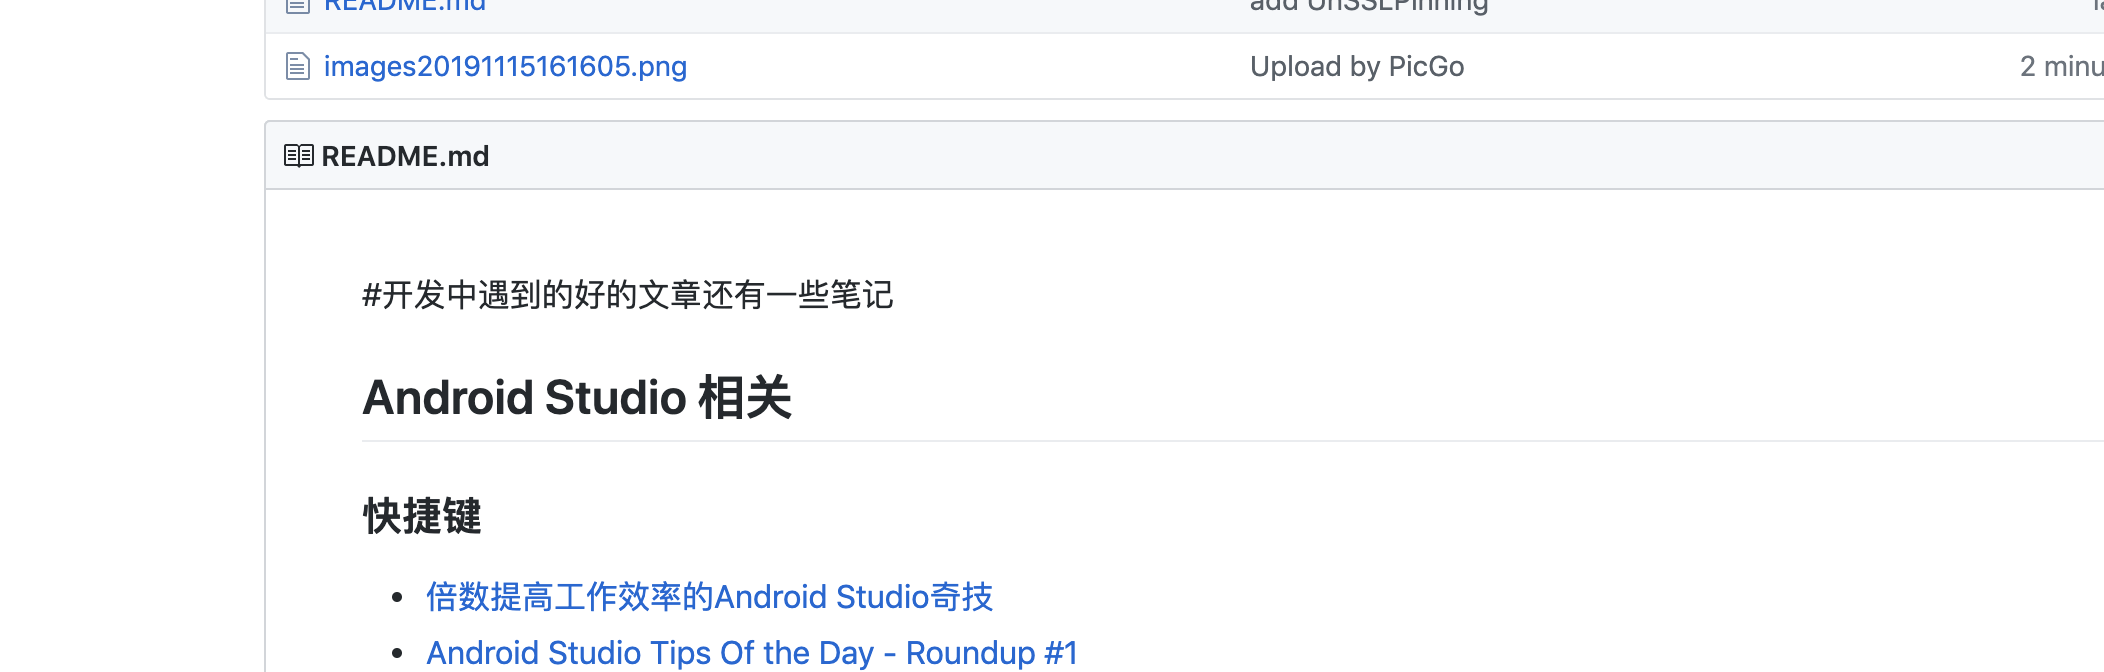 README.md
add UnSSLPinning
images20191115161605.png
Upload by PicGo
2 minu
README.md
#开发中遇到的好的文章还有一些笔记
Android Studio 相关
快捷键
倍数提高工作效率的Android Studio奇技
Android Studio Tips Of the Day - Roundup #1